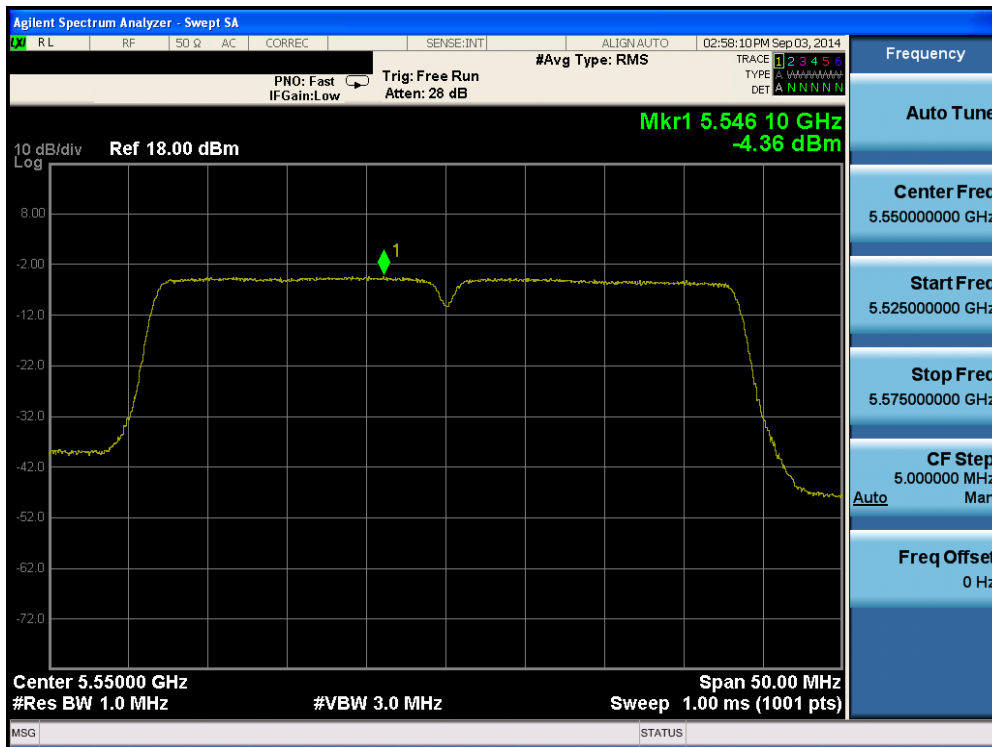 Agilent Spectrum Analyzer - Swept SA
LXI RL RF 50 Ω AC CORREC SENSE:INT ALIGN AUTO 02:58:10 PM Sep 03, 2014
PNO: Fast
IFGain:Low
Trig: Free Run
Atten: 28 dB
#Avg Type: RMS
TRACE 1 2 3 4 5 6
TYPE A WWWWW
DET A N N N N N
Mkr1 5.546 10 GHz
-4.36 dBm
10 dB/div Ref 18.00 dBm
Log
1
8.00
-2.00
-12.0
-22.0
-32.0
-42.0
-52.0
-62.0
-72.0
Center 5.55000 GHz Span 50.00 MHz
#Res BW 1.0 MHz #VBW 3.0 MHz Sweep 1.00 ms (1001 pts)
MSG STATUS
Frequency
Auto Tune
Center Freq
5.550000000 GHz
Start Freq
5.525000000 GHz
Stop Freq
5.575000000 GHz
CF Step
5.000000 MHz
Auto Man
Freq Offset
0 Hz